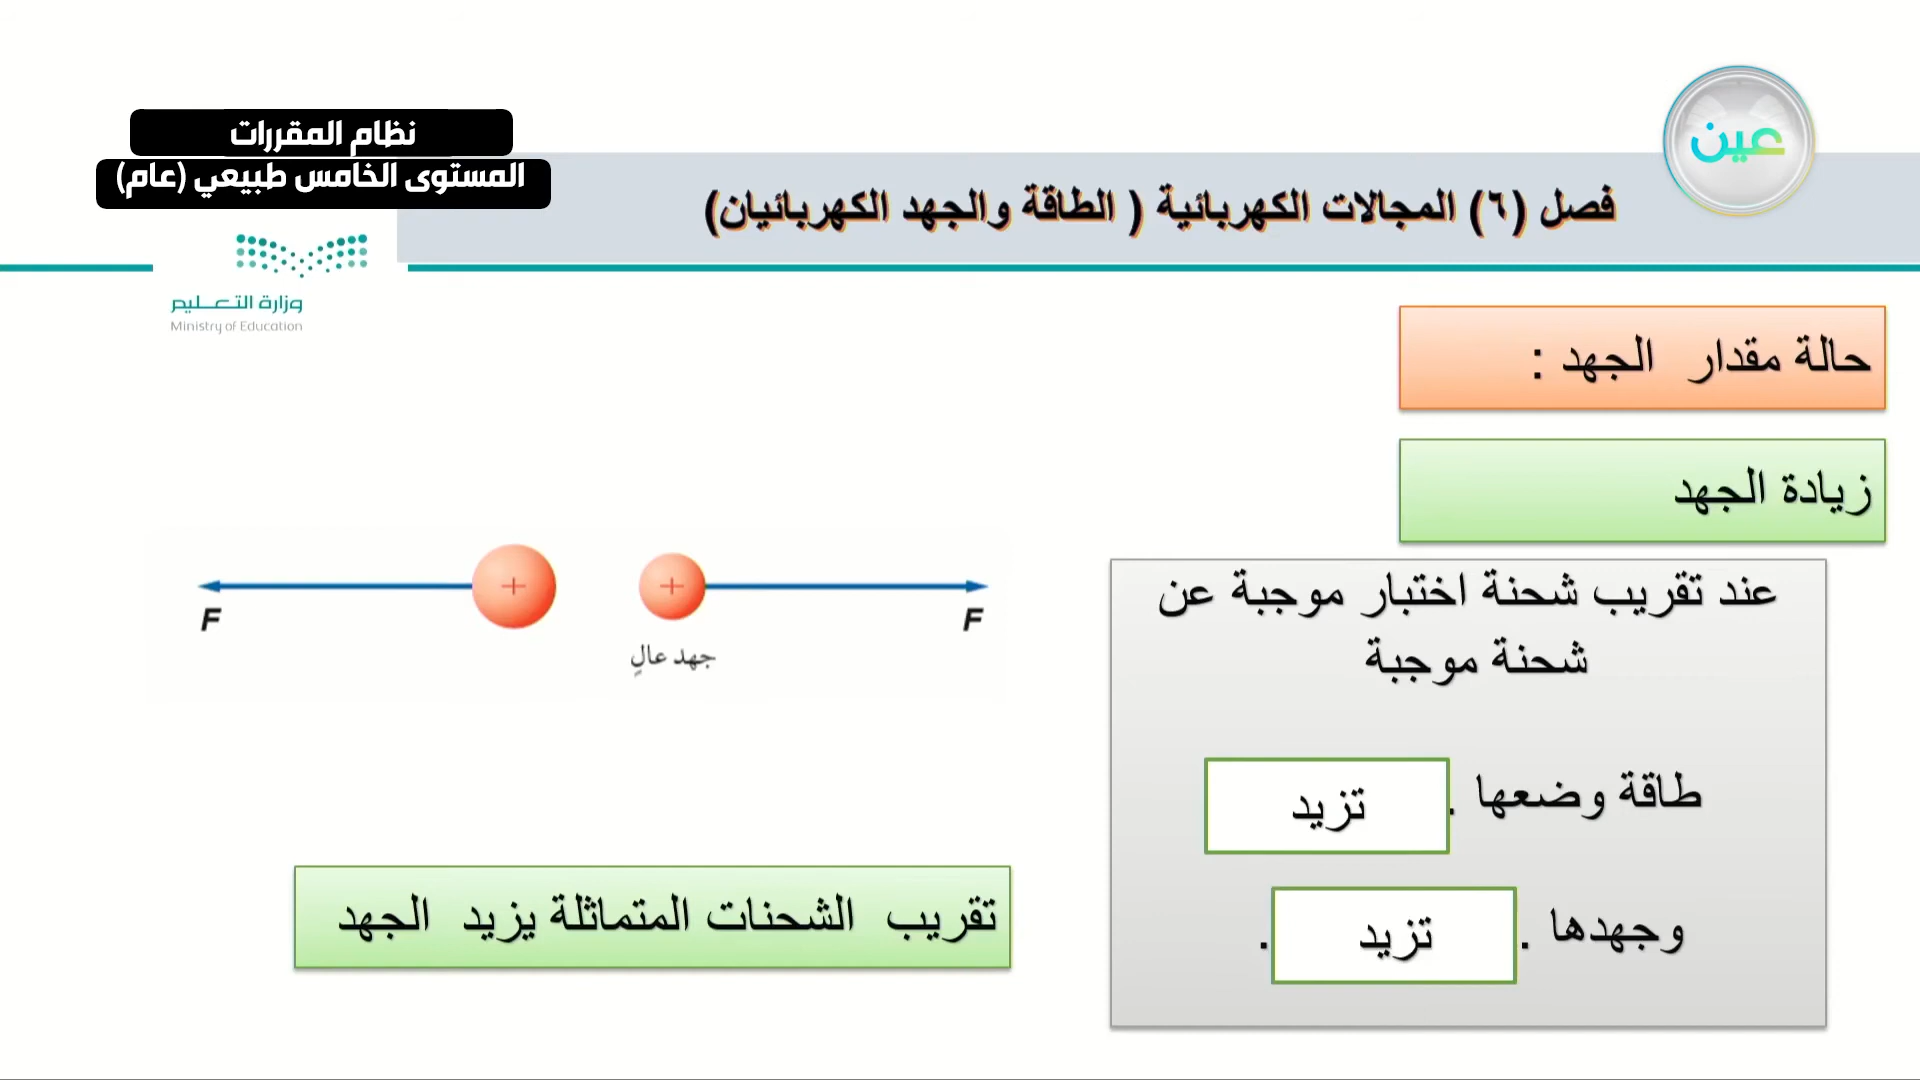 عين
نظام المقررات
المستوى الخامس طبيعي (عام)
فصل (٦) المجالات الكهربائية ( الطاقة والجهد الكهربائيان)
وزارة التعليم
Ministry of Education
حالة مقدار الجهد :
زيادة الجهد
عند تقريب شحنة اختبار موجبة عن
شحنة موجبة
طاقة وضعها . تزيد
وجهدها . تزيد .
+ +
F F
جهد عالٍ
تقريب الشحنات المتماثلة يزيد الجهد